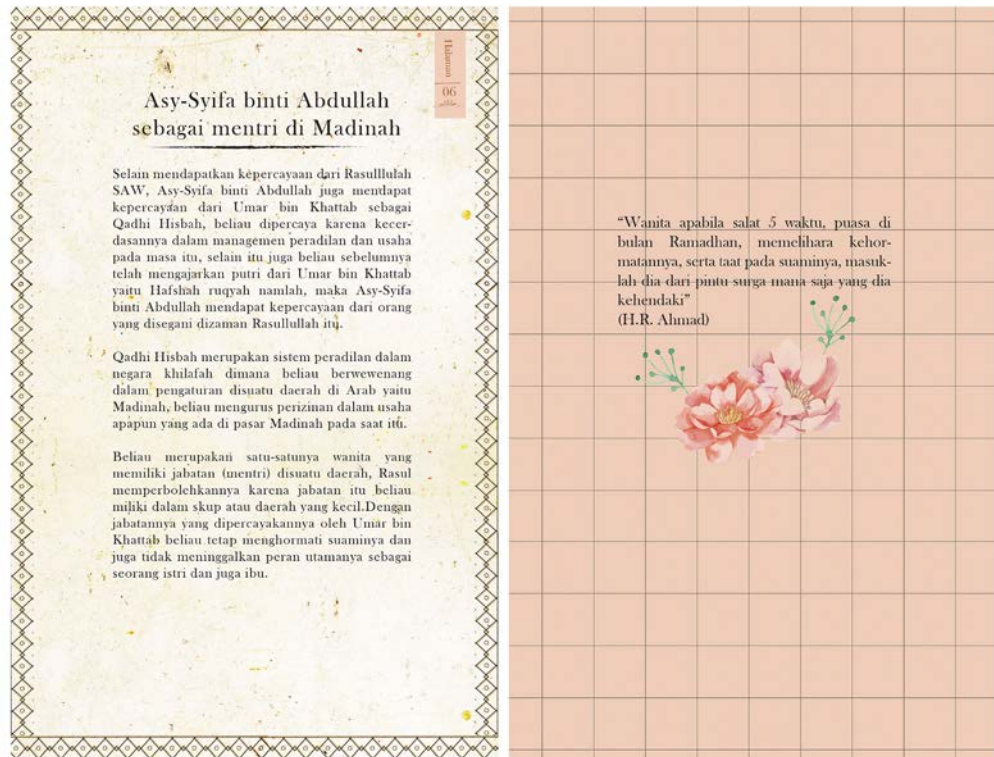 Halaman
06
Asy-Syifa binti Abdullah
sebagai mentri di Madinah
Selain mendapatkan kepercayaan dari Rasulllulah
SAW, Asy-Syifa binti Abdullah juga mendapat
kepercayaan dari Umar bin Khattab sebagai
Qadhi Hisbah, beliau dipercaya karena kecer-
dasannya dalam managemen peradilan dan usaha
pada masa itu, selain itu juga beliau sebelumnya
telah mengajarkan putri dari Umar bin Khattab
yaitu Hafshah ruqyah namlah, maka Asy-Syifa
binti Abdullah mendapat kepercayaan dari orang
yang disegani dizaman Rasullullah itu.
Qadhi Hisbah merupakan sistem peradilan dalam
negara khilafah dimana beliau berwewenang
dalam pengaturan disuatu daerah di Arab yaitu
Madinah, beliau mengurus perizinan dalam usaha
apapun yang ada di pasar Madinah pada saat itu.
Beliau merupakan satu-satunya wanita yang
memiliki jabatan (mentri) disuatu daerah, Rasul
memperbolehkannya karena jabatan itu beliau
miliki dalam skup atau daerah yang kecil.Dengan
jabatannya yang dipercayakannya oleh Umar bin
Khattab beliau tetap menghormati suaminya dan
juga tidak meninggalkan peran utamanya sebagai
seorang istri dan juga ibu.
“Wanita apabila salat 5 waktu, puasa di
bulan Ramadhan, memelihara kehor-
matannya, serta taat pada suaminya, masuk-
lah dia dari pintu surga mana saja yang dia
kehendaki”
(H.R. Ahmad)